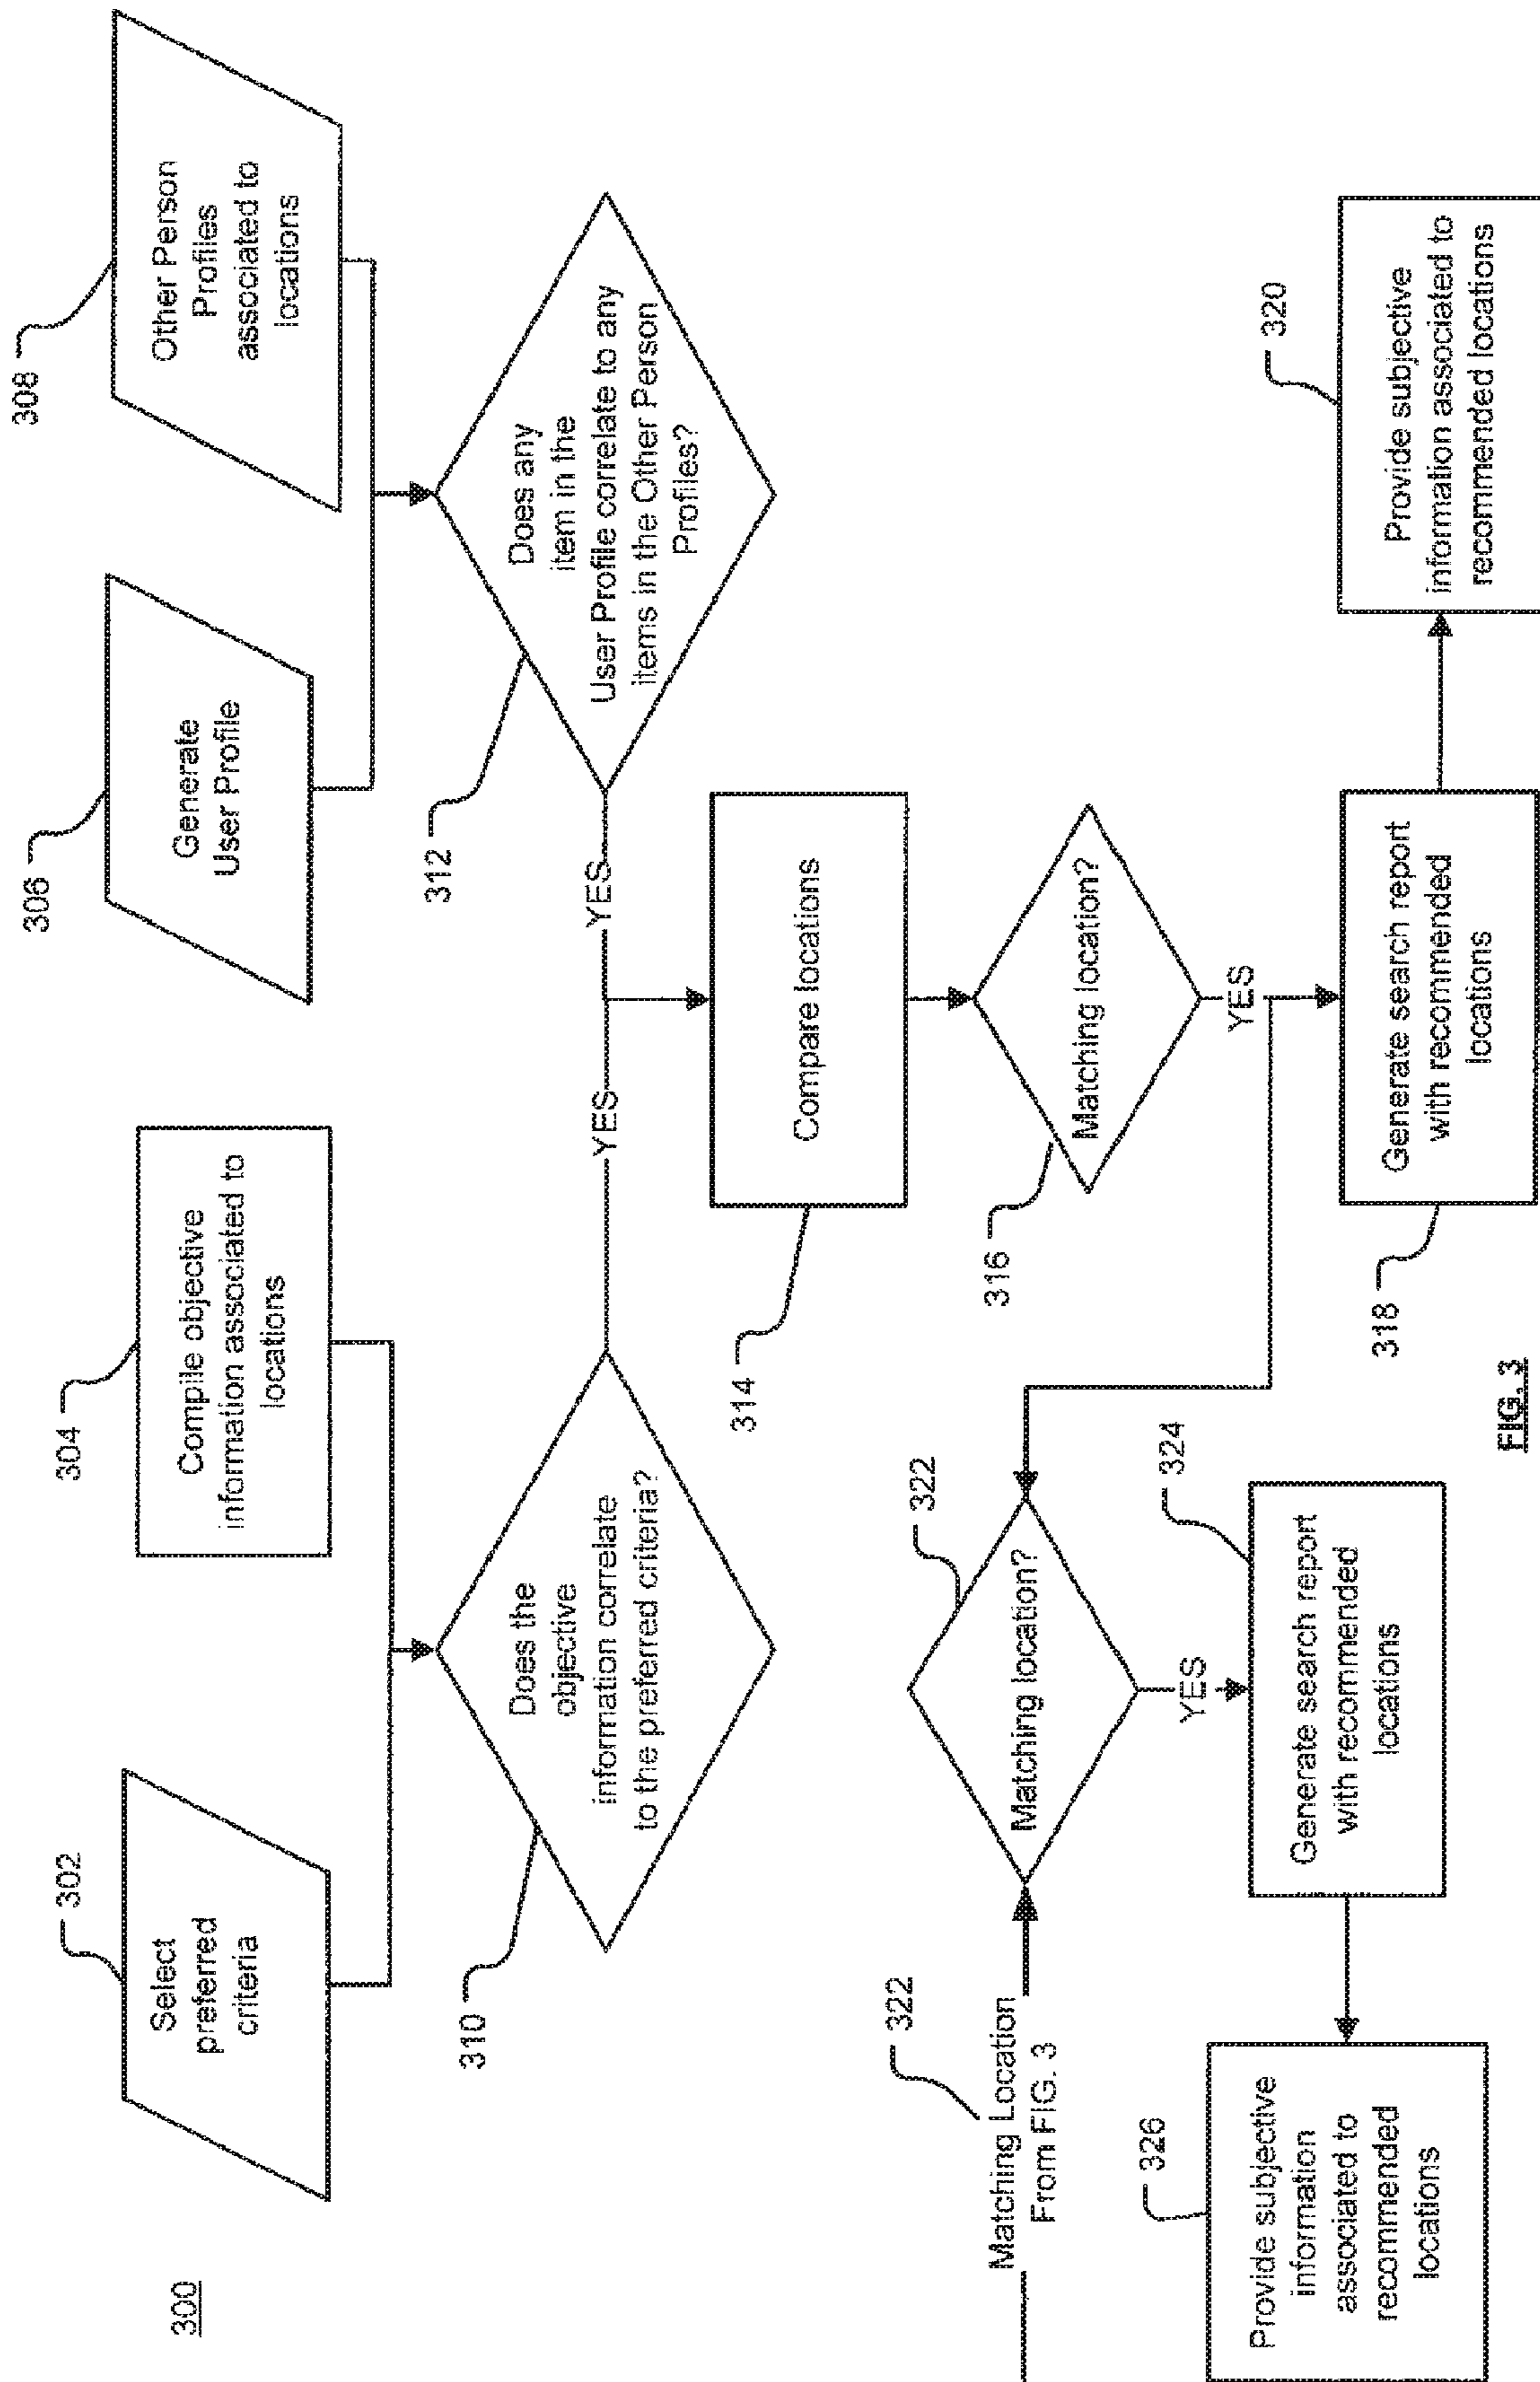 300
302
Select
preferred
criteria
304
Compile objective
information associated to
locations
306
Generate
User Profile
308
Other Person
Profiles
associated to
locations
310
Does the
objective
information correlate
to the preferred criteria?
YES
312
Does any
item in the
User Profile correlate to any
items in the Other Person
Profiles?
YES
314
Compare locations
316
Matching location?
YES
322
Matching Location
From FIG. 3
322
Matching location?
YES
324
Generate search report
with recommended
locations
326
Provide subjective
information
associated to
recommended
locations
318
Generate search report
with recommended
locations
320
Provide subjective
information associated to
recommended locations
FIG. 3